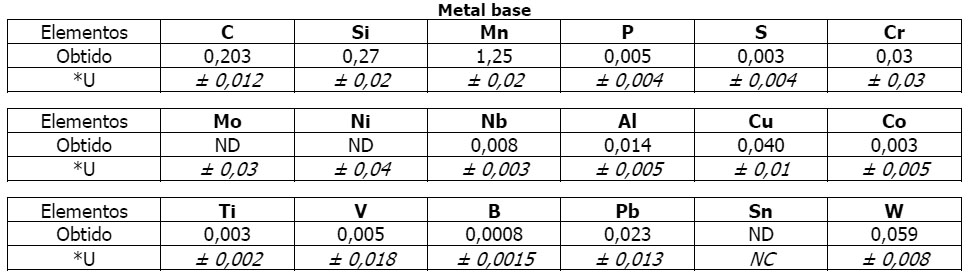 Metal base
Elementos C Si Mn P S Cr
Obtido 0,203 0,27 1,25 0,005 0,003 0,03
*U ± 0,012 ± 0,02 ± 0,02 ± 0,004 ± 0,004 ± 0,03
Elementos Mo Ni Nb Al Cu Co
Obtido ND ND 0,008 0,014 0,040 0,003
*U ± 0,03 ± 0,04 ± 0,003 ± 0,005 ± 0,01 ± 0,005
Elementos Ti V B Pb Sn W
Obtido 0,003 0,005 0,0008 0,023 ND 0,059
*U ± 0,002 ± 0,018 ± 0,0015 ± 0,013 NC ± 0,008